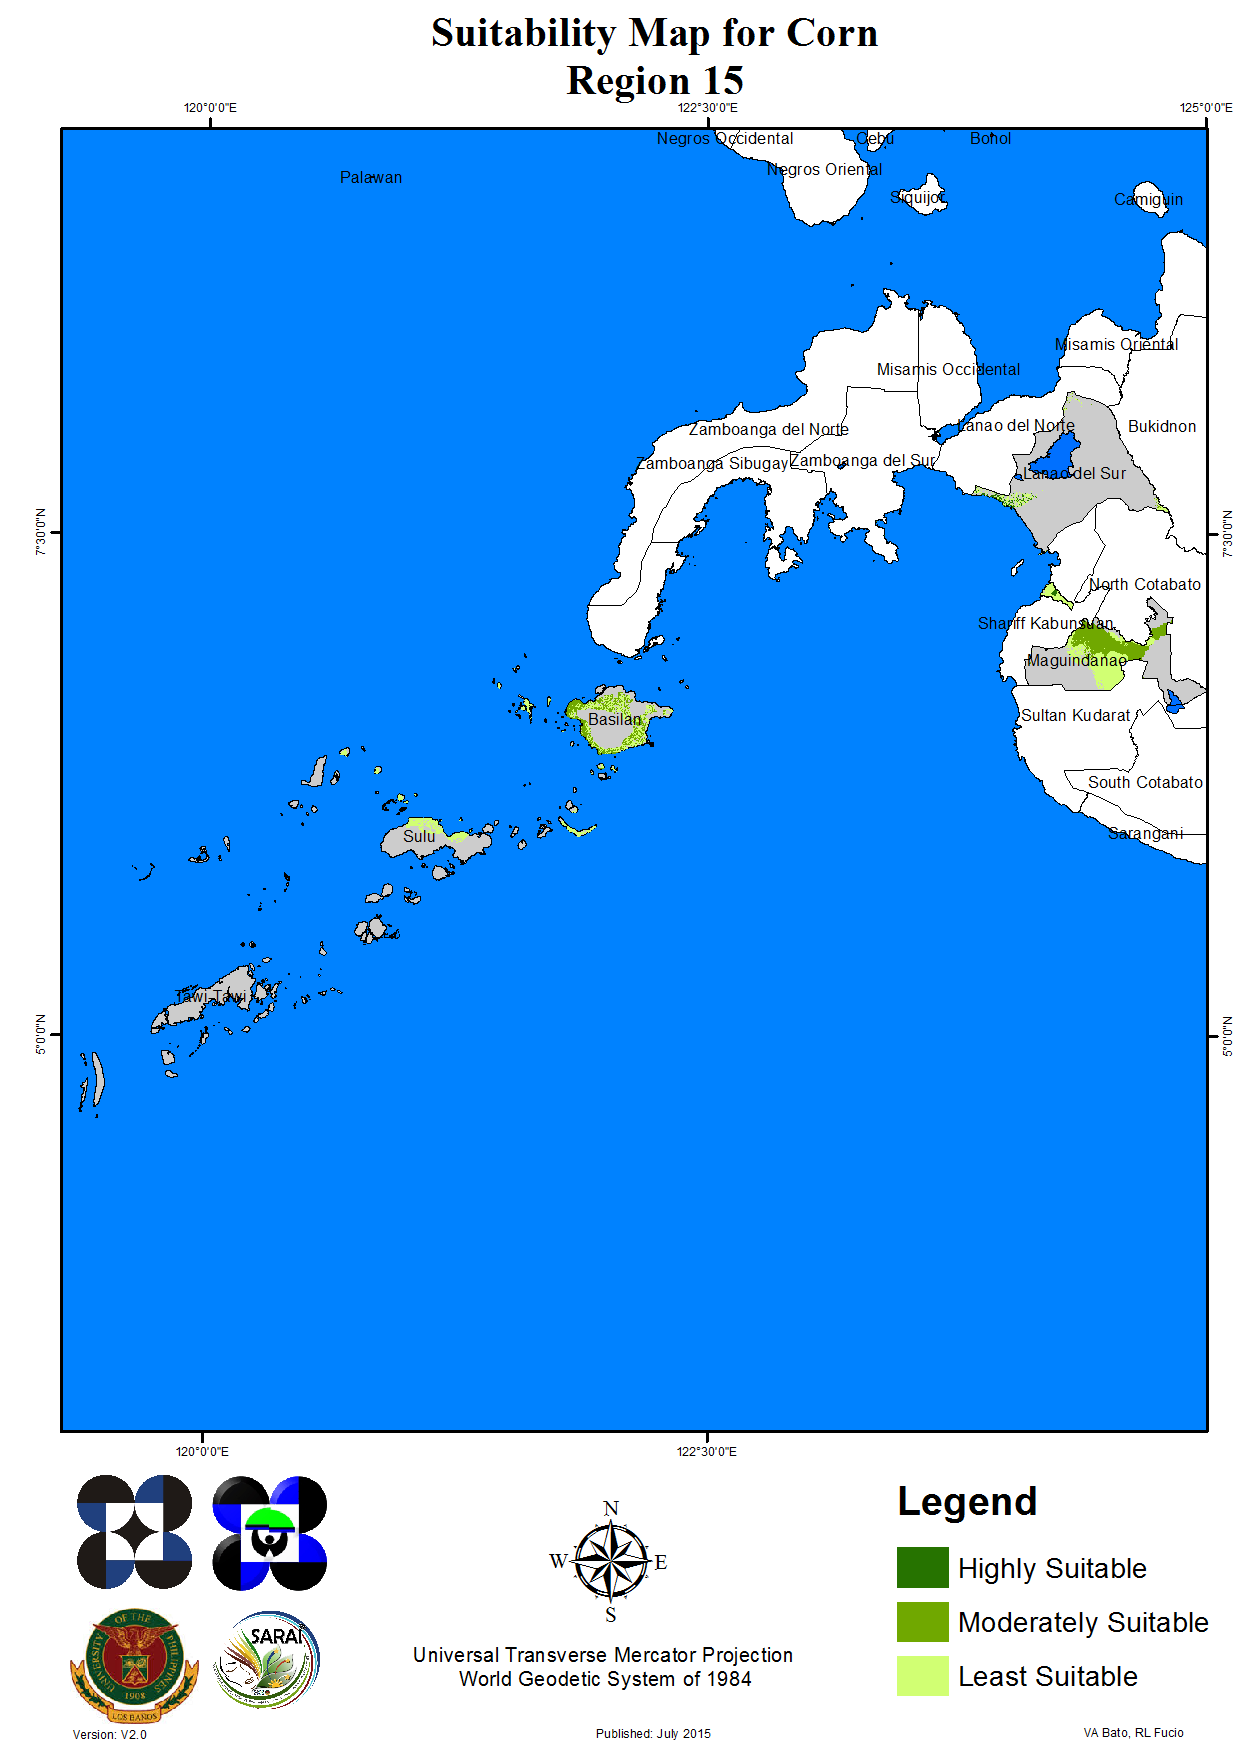 Suitability Map for Corn
Region 15
120°0'0"E
122°30'0"E
125°0'0"E
Negros Occidental
Cebu
Bohol
Negros Oriental
Palawan
Siquijor
Camiguin
Misamis Oriental
Misamis Occidental
Lanao del Norte
Bukidnon
Zamboanga del Norte
Zamboanga Sibugay
Zamboanga del Sur
Lanao del Sur
7°30'0"N
7°30'0"N
North Cotabato
Shariff Kabunsuan
Maguindanao
Basilan
Sultan Kudarat
South Cotabato
Sarangani
Sulu
Tawi-Tawi
5°0'0"N
5°0'0"N
120°0'0"E
122°30'0"E
Legend
Highly Suitable
Moderately Suitable
Least Suitable
N
W
E
S
UNIVERSITY OF THE PHILIPPINES
1908
LOS BAÑOS
SARAI
Universal Transverse Mercator Projection
World Geodetic System of 1984
Version: V2.0
Published: July 2015
VA Bato, RL Fucio